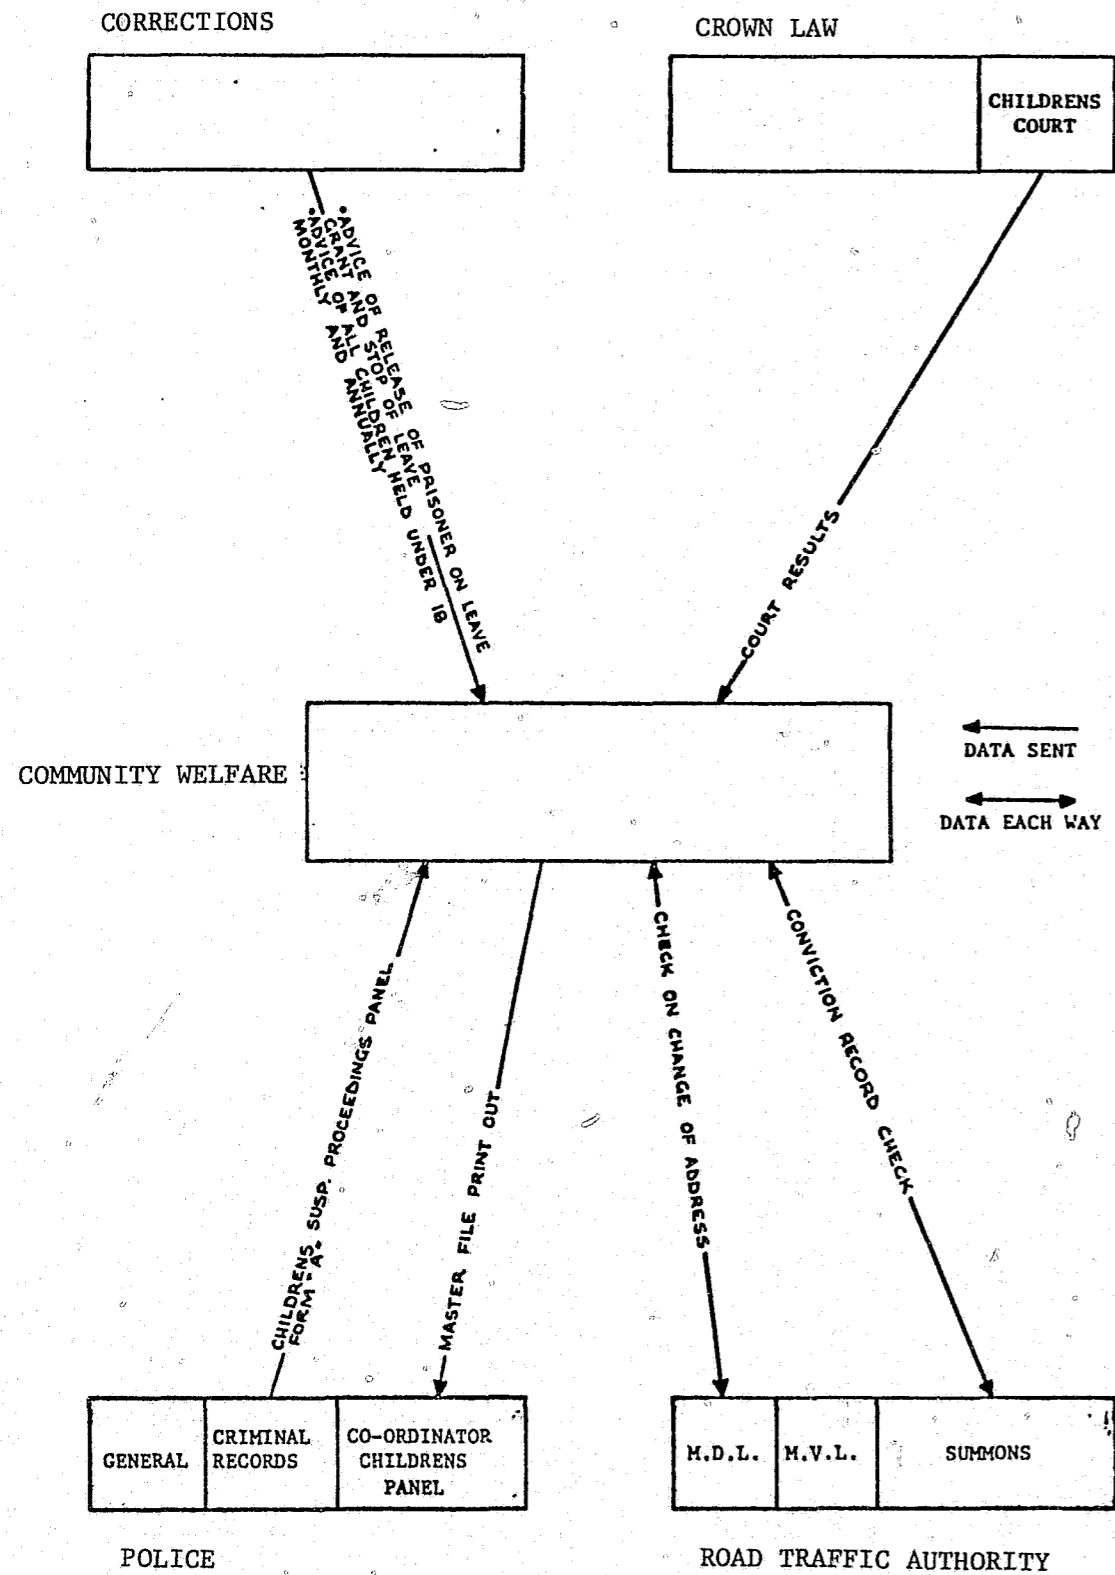 CORRECTIONS
CROWN LAW
CHILDRENS
COURT
•ADVICE OF RELEASE OF PRISONER ON LEAVE
GRANT AND STOP OF LEAVE
•ADVICE OF ALL CHILDREN HELD UNDER 18
MONTHLY AND ANNUALLY
COURT RESULTS
COMMUNITY WELFARE
DATA SENT
DATA EACH WAY
CHILDRENS SUSP. PROCEEDINGS PANEL
FORM "A"
MASTER FILE PRINT OUT
CHECK ON CHANGE OF ADDRESS
CONVICTION RECORD CHECK
GENERAL
CRIMINAL
RECORDS
CO-ORDINATOR
CHILDRENS
PANEL
M.D.L.
M.V.L.
SUMMONS
POLICE
ROAD TRAFFIC AUTHORITY